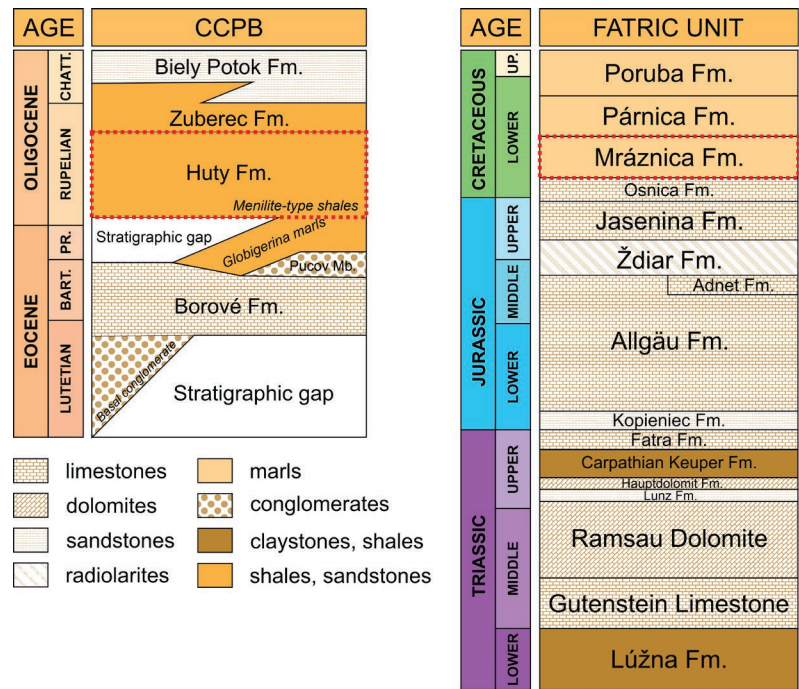 AGE
CCPB
OLIGOCENE
CHATT.
RUPELIAN
EOCENE
PR.
BART.
LUTETIAN
Biely Potok Fm.
Zuberec Fm.
Huty Fm.
Menilite-type shales
Stratigraphic gap
Globigerina marls
Pucov Mb.
Borové Fm.
Basal conglomerate
Stratigraphic gap
limestones
dolomites
sandstones
radiolarites
marls
conglomerates
claystones, shales
shales, sandstones
AGE
FATRIC UNIT
CRETACEOUS
UP.
LOWER
JURASSIC
UPPER
MIDDLE
LOWER
TRIASSIC
UPPER
MIDDLE
LOWER
Poruba Fm.
Párnica Fm.
Mráznica Fm.
Osnica Fm.
Jasenina Fm.
Ždiar Fm.
Adnet Fm.
Allgäu Fm.
Kopieniec Fm.
Fatra Fm.
Carpathian Keuper Fm.
Hauptdolomit Fm.
Lunz Fm.
Ramsau Dolomite
Gutenstein Limestone
Lúžna Fm.